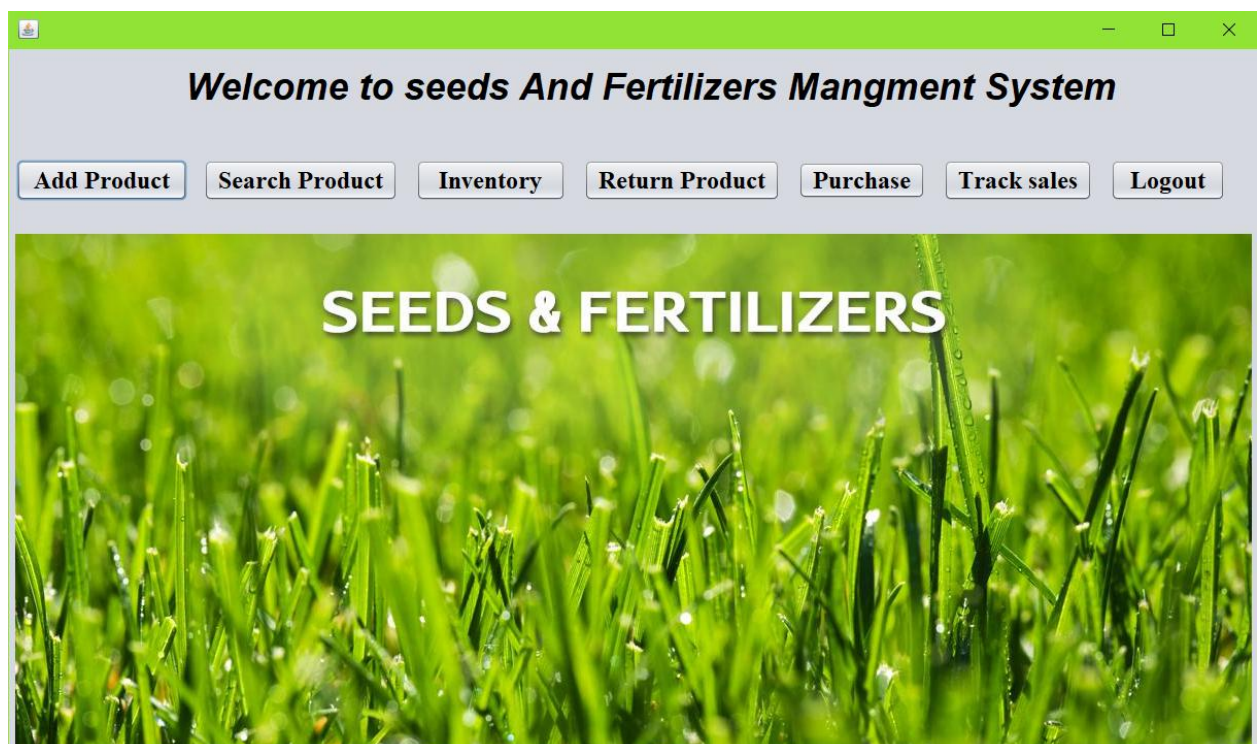 Welcome to seeds And Fertilizers Mangment System
Add Product Search Product Inventory Return Product Purchase Track sales Logout
SEEDS & FERTILIZERS